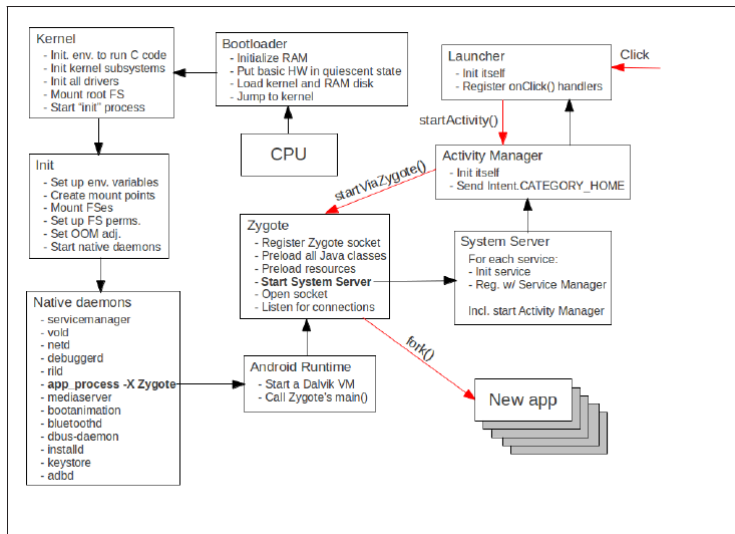 Kernel
- Init. env. to run C code
- Init kernel subsystems
- Init all drivers
- Mount root FS
- Start "init" process
Bootloader
- Initialize RAM
- Put basic HW in quiescent state
- Load kernel and RAM disk
- Jump to kernel
CPU
Launcher
- Init itself
- Register onClick() handlers
Click
startActivity()
Activity Manager
- Init itself
- Send Intent.CATEGORY_HOME
startViaZygote()
Init
- Set up env. variables
- Create mount points
- Mount FSes
- Set up FS perms.
- Set OOM adj.
- Start native daemons
Zygote
- Register Zygote socket
- Preload all Java classes
- Preload resources
- Start System Server
- Open socket
- Listen for connections
System Server
For each service:
- Init service
- Reg. w/ Service Manager
Incl. start Activity Manager
Native daemons
- servicemanager
- vold
- netd
- debuggerd
- rild
- app_process -X Zygote
- mediaserver
- bootanimation
- bluetoothd
- dbus-daemon
- installd
- keystore
- adbd
Android Runtime
- Start a Dalvik VM
- Call Zygote's main()
fork()
New app